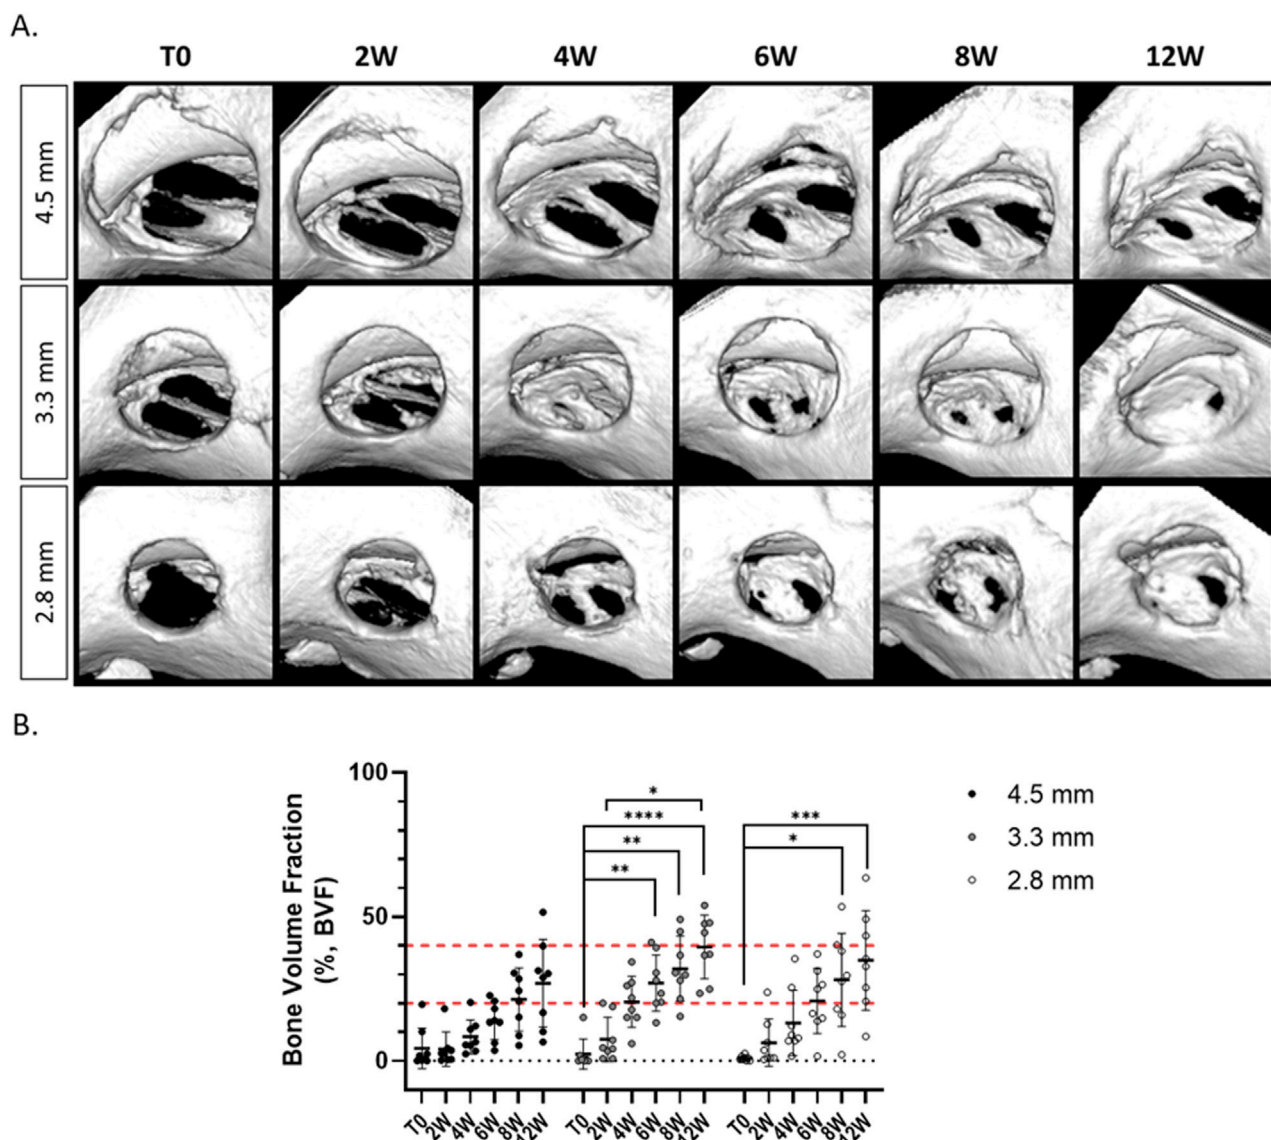 A.
T0 2W 4W 6W 8W 12W
4.5 mm
3.3 mm
2.8 mm
B.
Bone Volume Fraction
(%, BVF)
100
50
0
*
****
**
**
***
*
4.5 mm
3.3 mm
2.8 mm
T0 2W 4W 6W 8W 12W T0 2W 4W 6W 8W 12W T0 2W 4W 6W 8W 12W